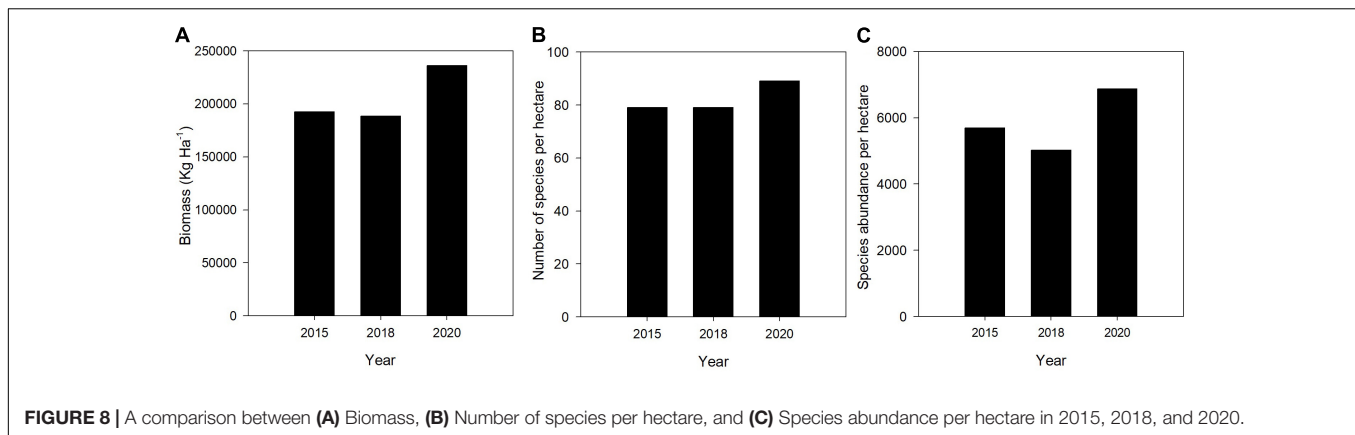 A
Biomass (Kg Ha⁻¹)
250000
200000
150000
100000
50000
0
2015 2018 2020
Year
B
Number of species per hectare
100
80
60
40
20
0
2015 2018 2020
Year
C
Species abundance per hectare
8000
6000
4000
2000
0
2015 2018 2020
Year
FIGURE 8 | A comparison between (A) Biomass, (B) Number of species per hectare, and (C) Species abundance per hectare in 2015, 2018, and 2020.